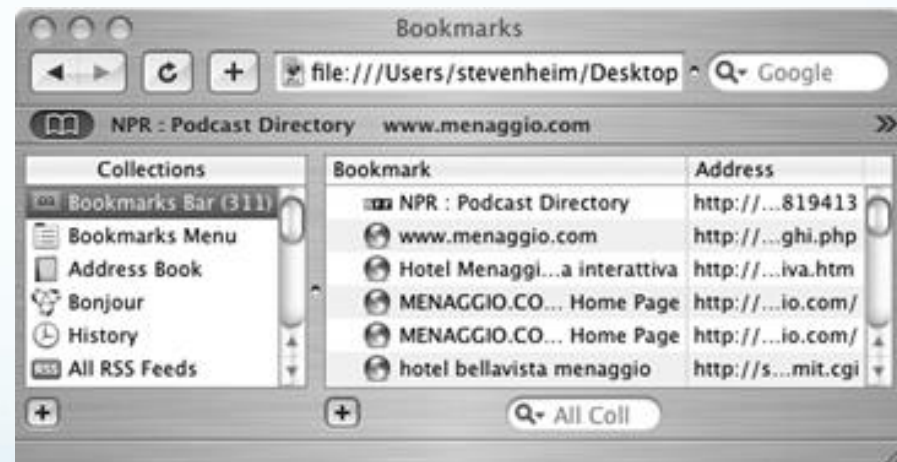 Bookmarks
file:///Users/stevenheim/Desktop Google
NPR : Podcast Directory www.menaggio.com
Collections Bookmark Address
Bookmarks Bar (311) NPR : Podcast Directory http://...819413
Bookmarks Menu www.menaggio.com http://...ghi.php
Address Book Hotel Menaggi...a interattiva http://...iva.htm
Bonjour MENAGGIO.CO... Home Page http://...io.com/
History MENAGGIO.CO... Home Page http://...io.com/
RSS All RSS Feeds hotel bellavista menaggio http://s...mit.cgi
All Coll